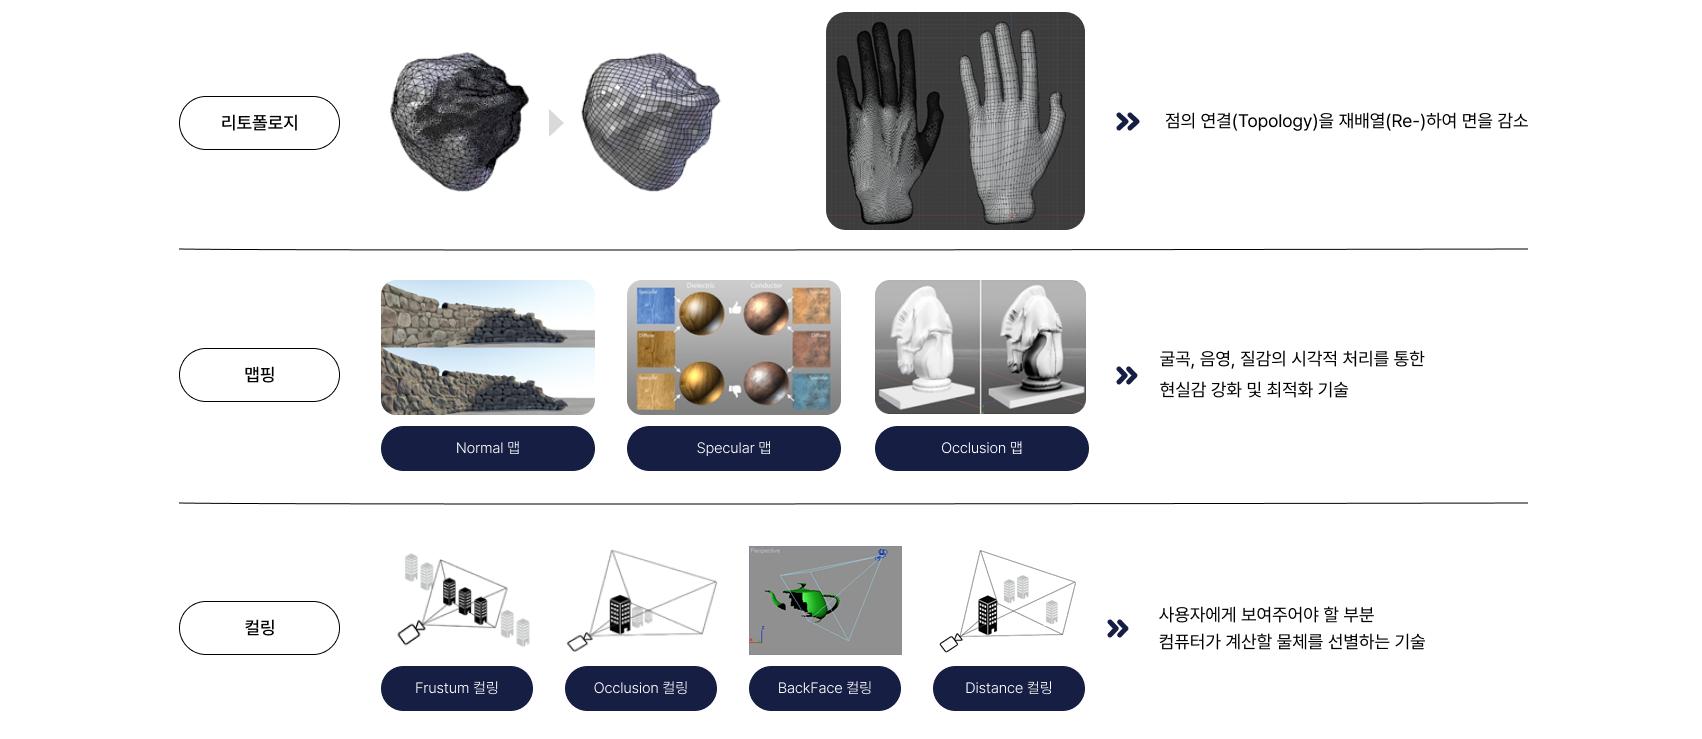 리토폴로지
점의 연결(Topology)을 재배열(Re-)하여 면을 감소
맵핑
Dielectric
Conductor
Specular
Diffuse
Diffuse
Specular
Normal 맵
Specular 맵
Occlusion 맵
굴곡, 음영, 질감의 시각적 처리를 통한
현실감 강화 및 최적화 기술
컬링
Perspective
Frustum 컬링
Occlusion 컬링
BackFace 컬링
Distance 컬링
사용자에게 보여주어야 할 부분
컴퓨터가 계산할 물체를 선별하는 기술